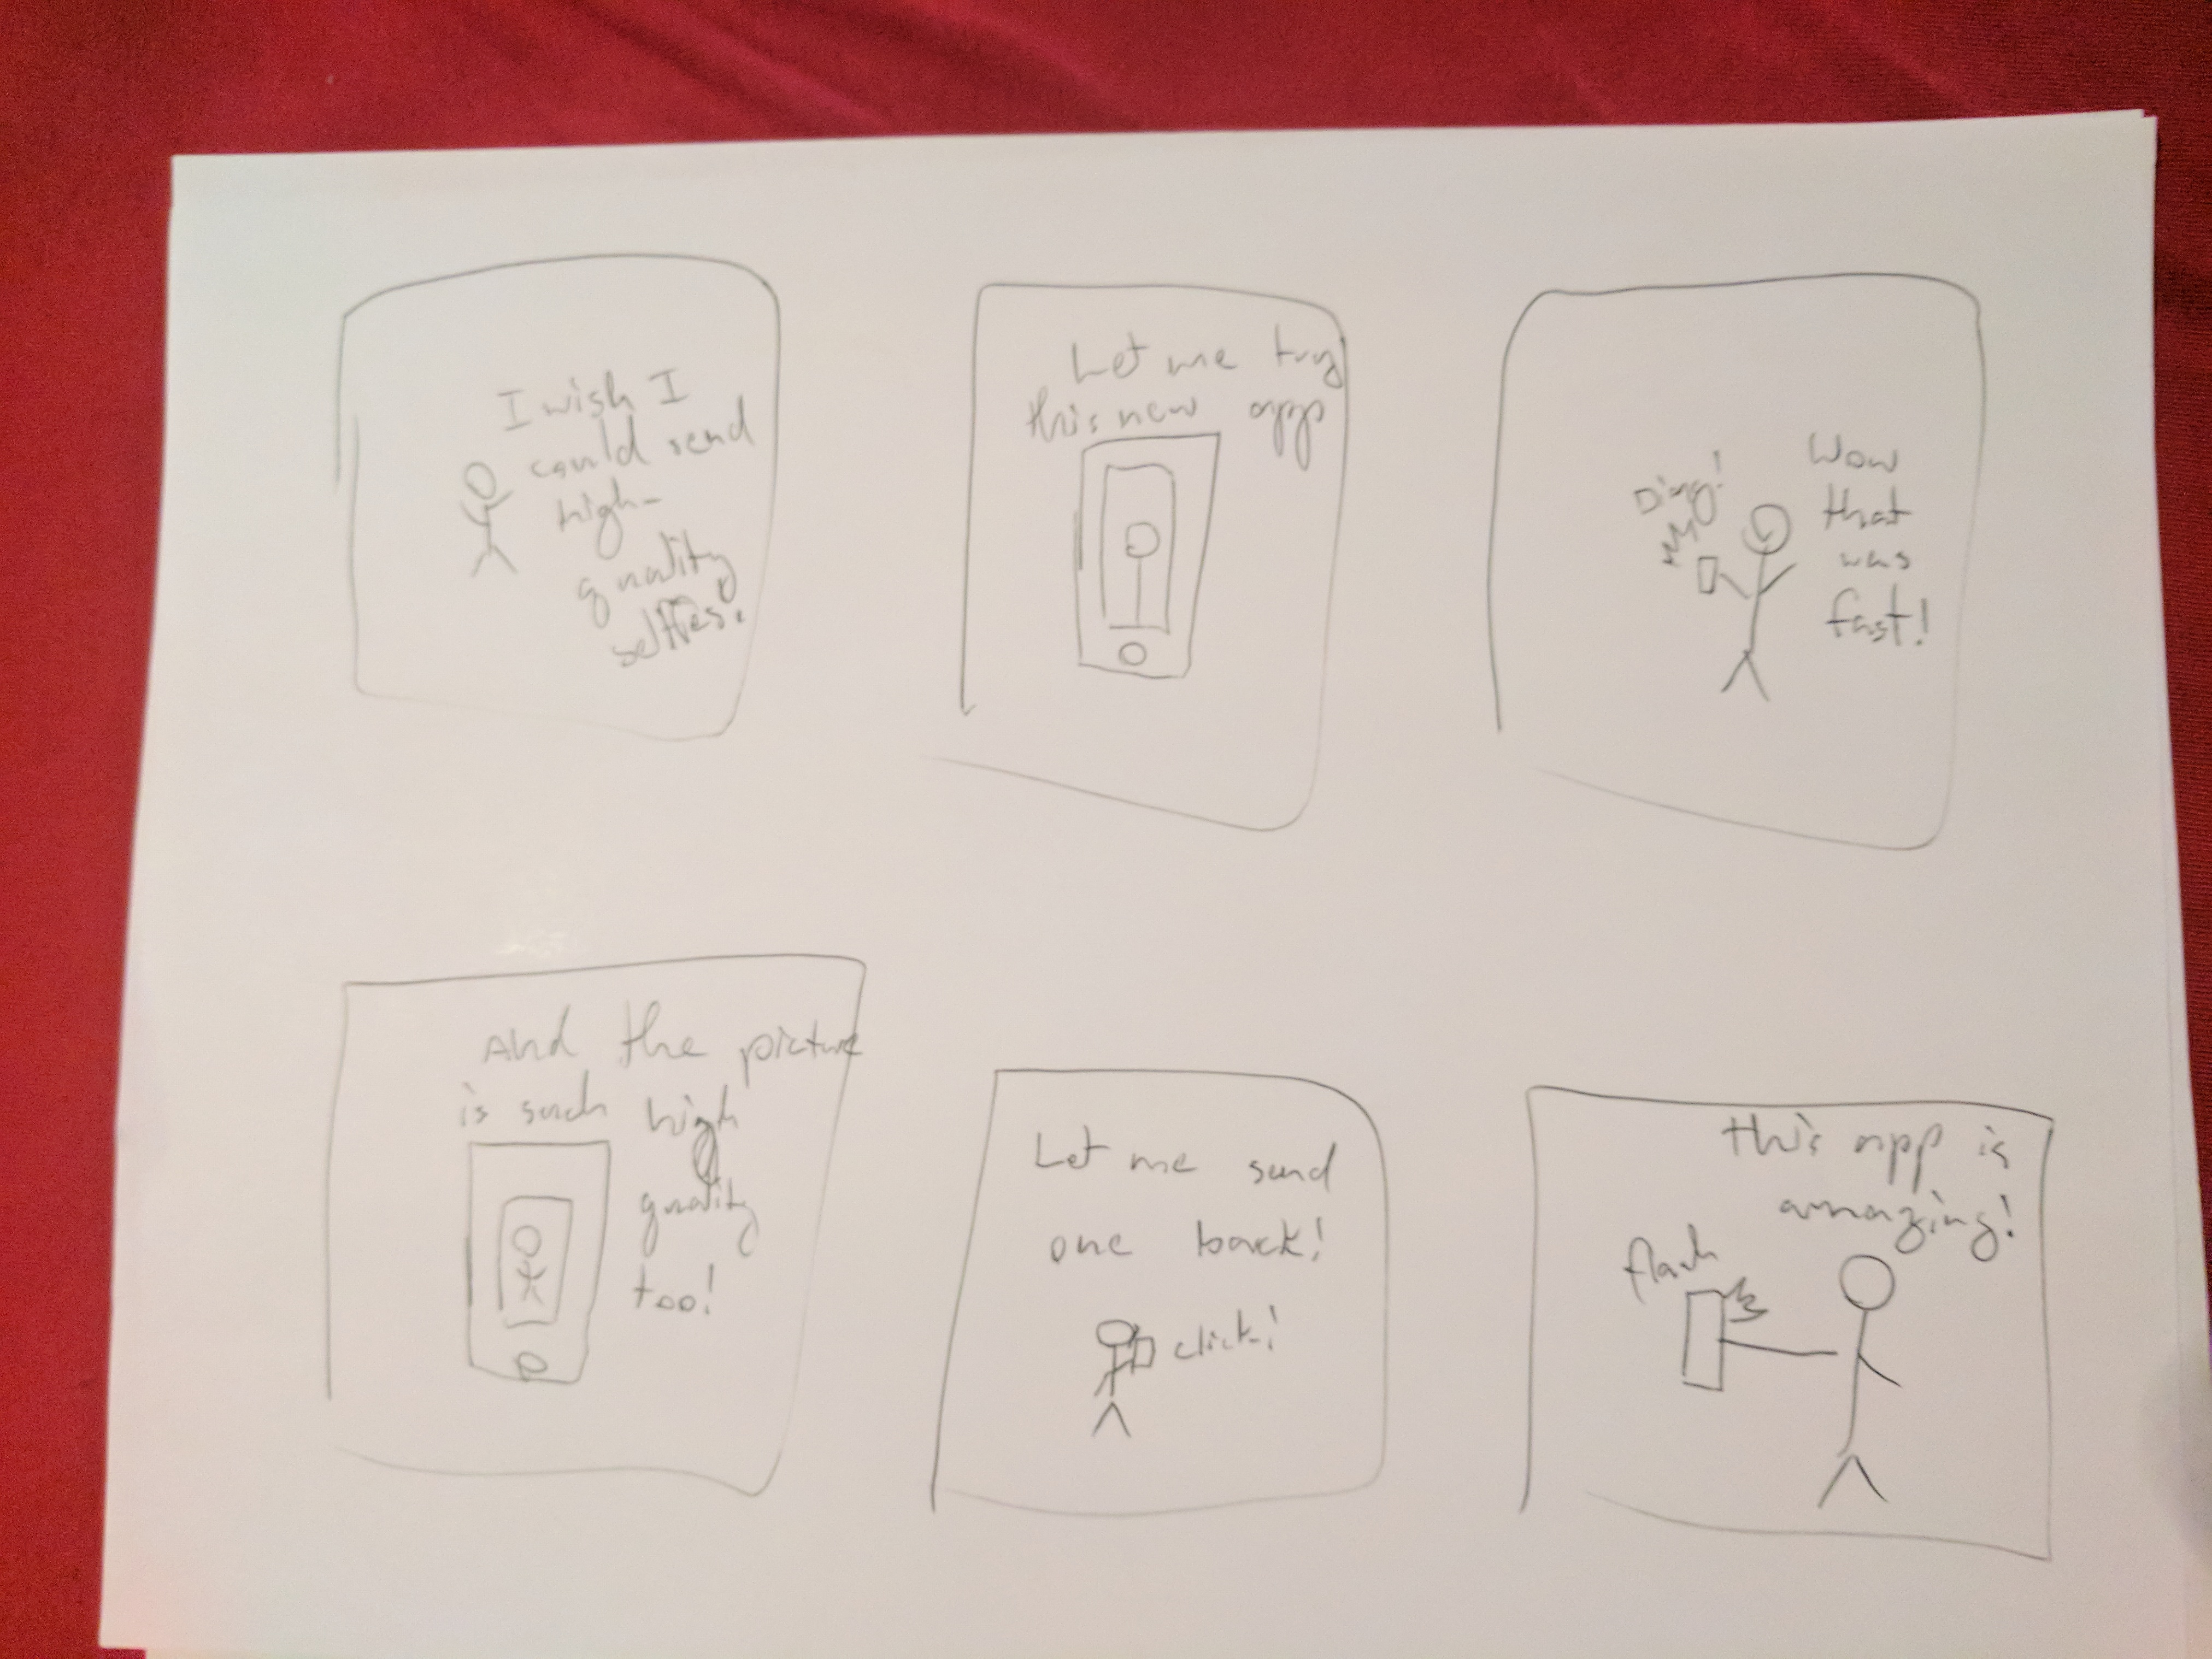 I wish I
could send
high-
quality
selfies.
Let me try
this new app
Ding!
Wow
that
was
fast!
And the picture
is such high
quality
too!
Let me send
one back!
click!
this app is
amazing!
flash